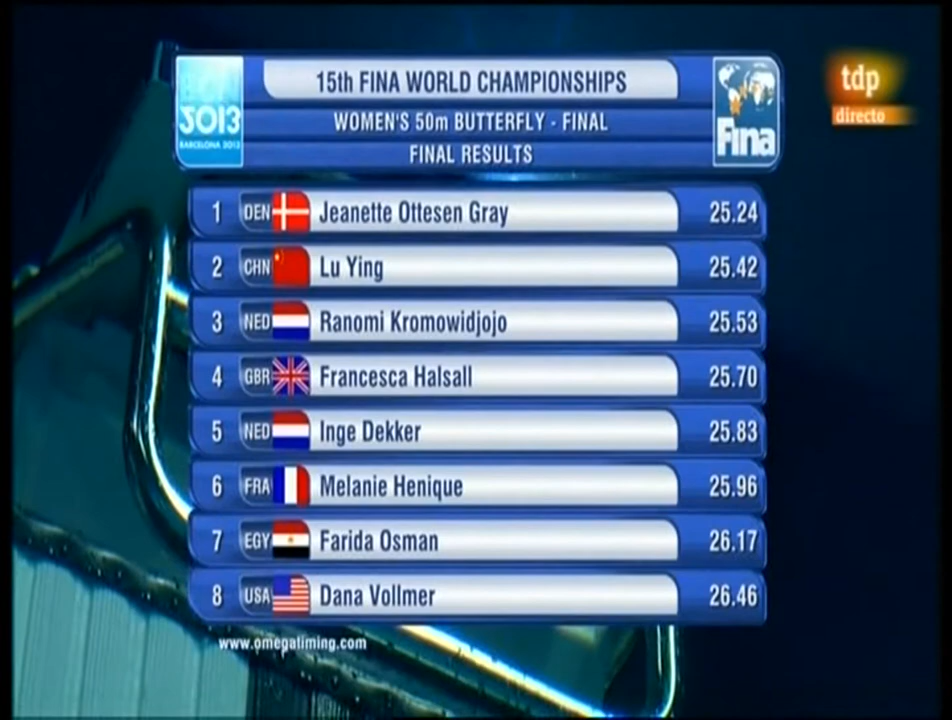 2013
BARCELONA 2013
15th FINA WORLD CHAMPIONSHIPS
WOMEN'S 50m BUTTERFLY - FINAL
FINAL RESULTS
Fina
tdp
directo
1 DEN Jeanette Ottesen Gray 25.24
2 CHN Lu Ying 25.42
3 NED Ranomi Kromowidjojo 25.53
4 GBR Francesca Halsall 25.70
5 NED Inge Dekker 25.83
6 FRA Melanie Henique 25.96
7 EGY Farida Osman 26.17
8 USA Dana Vollmer 26.46
www.omegatiming.com